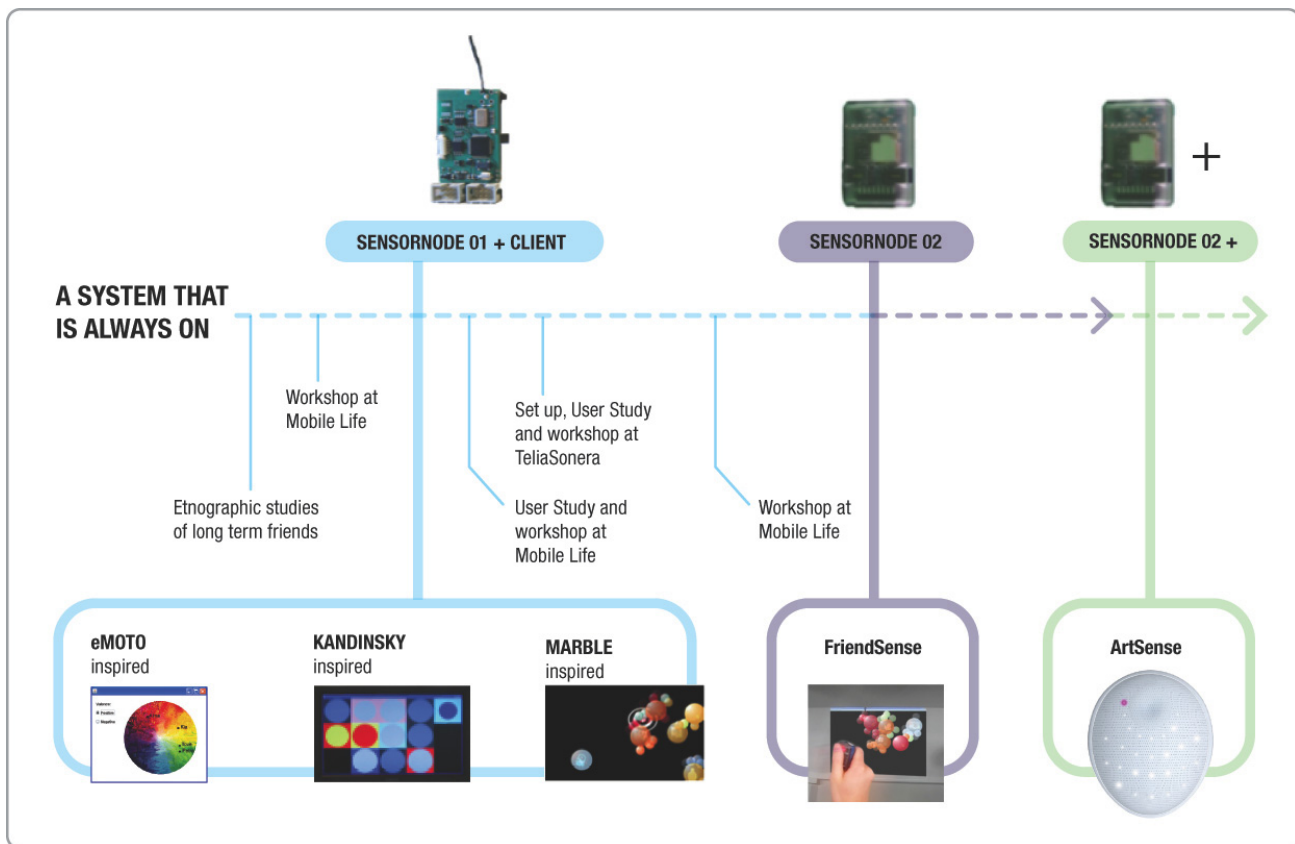 +
SENSORNODE 01 + CLIENT
SENSORNODE 02
SENSORNODE 02 +
A SYSTEM THAT
IS ALWAYS ON
Workshop at
Mobile Life
Set up, User Study
and workshop at
TeliaSonera
Etnographic studies
of long term friends
User Study and
workshop at
Mobile Life
Workshop at
Mobile Life
eMOTO
inspired
KANDINSKY
inspired
MARBLE
inspired
FriendSense
ArtSense